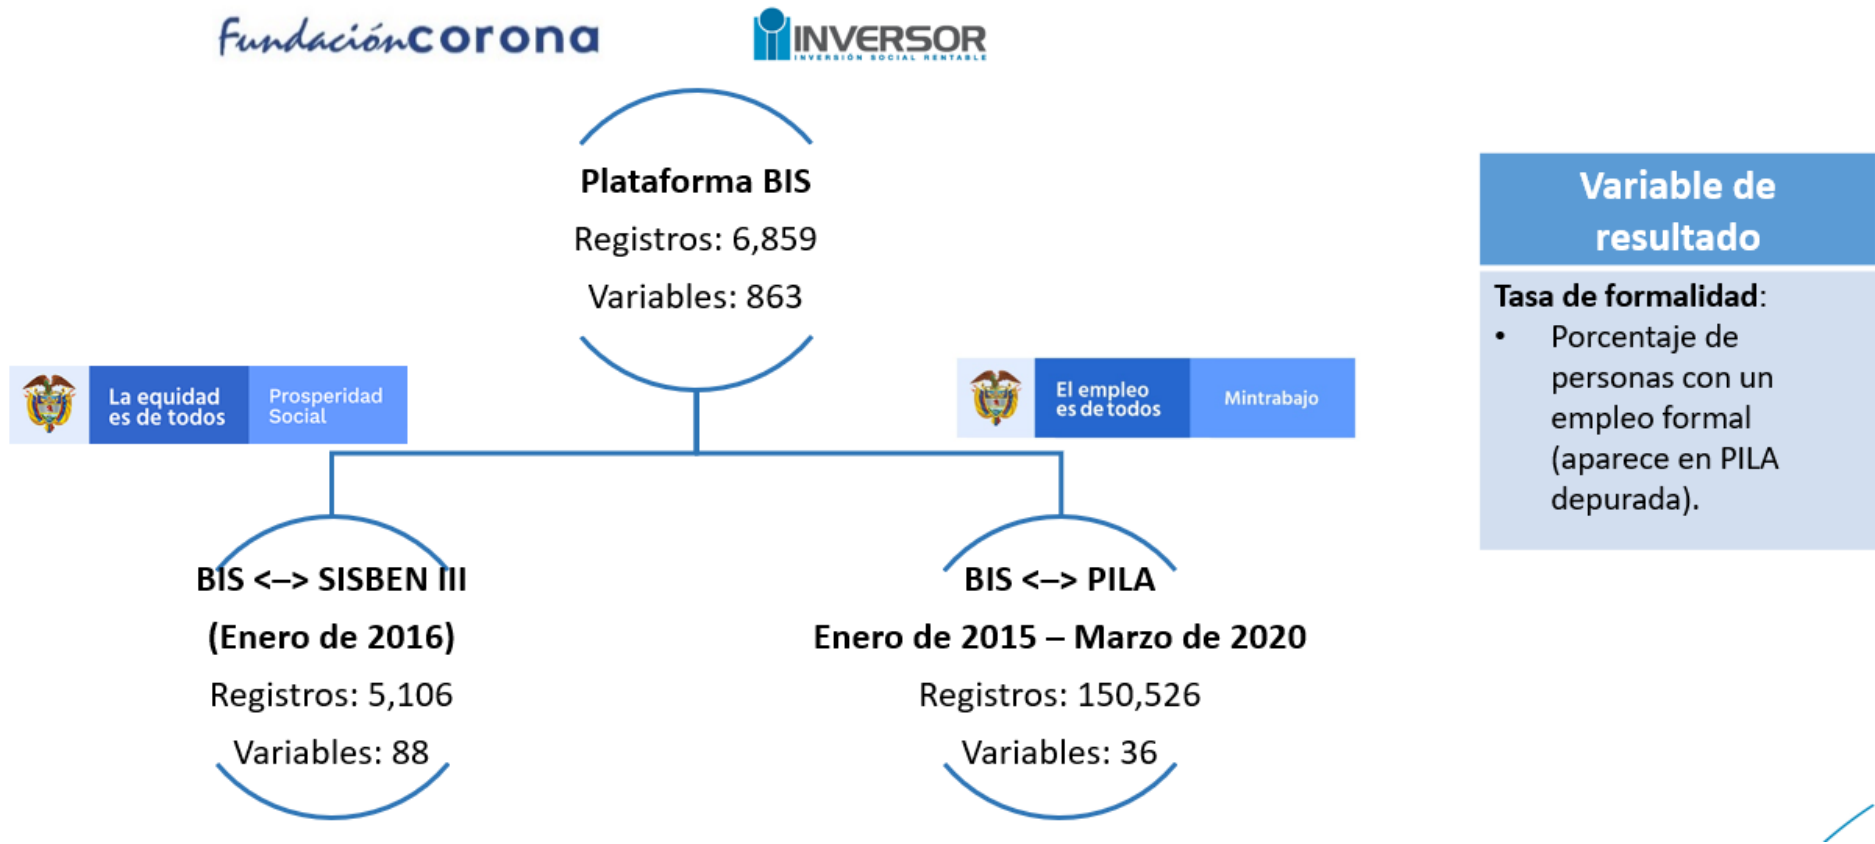 Fundacióncorona
INVERSOR
INVERSIÓN SOCIAL RENTABLE
Plataforma BIS
Registros: 6,859
Variables: 863
La equidad
es de todos
Prosperidad
Social
El empleo
es de todos
Mintrabajo
BIS <–> SISBEN III
(Enero de 2016)
Registros: 5,106
Variables: 88
BIS <–> PILA
Enero de 2015 – Marzo de 2020
Registros: 150,526
Variables: 36
Variable de
resultado
Tasa de formalidad:
• Porcentaje de
personas con un
empleo formal
(aparece en PILA
depurada).